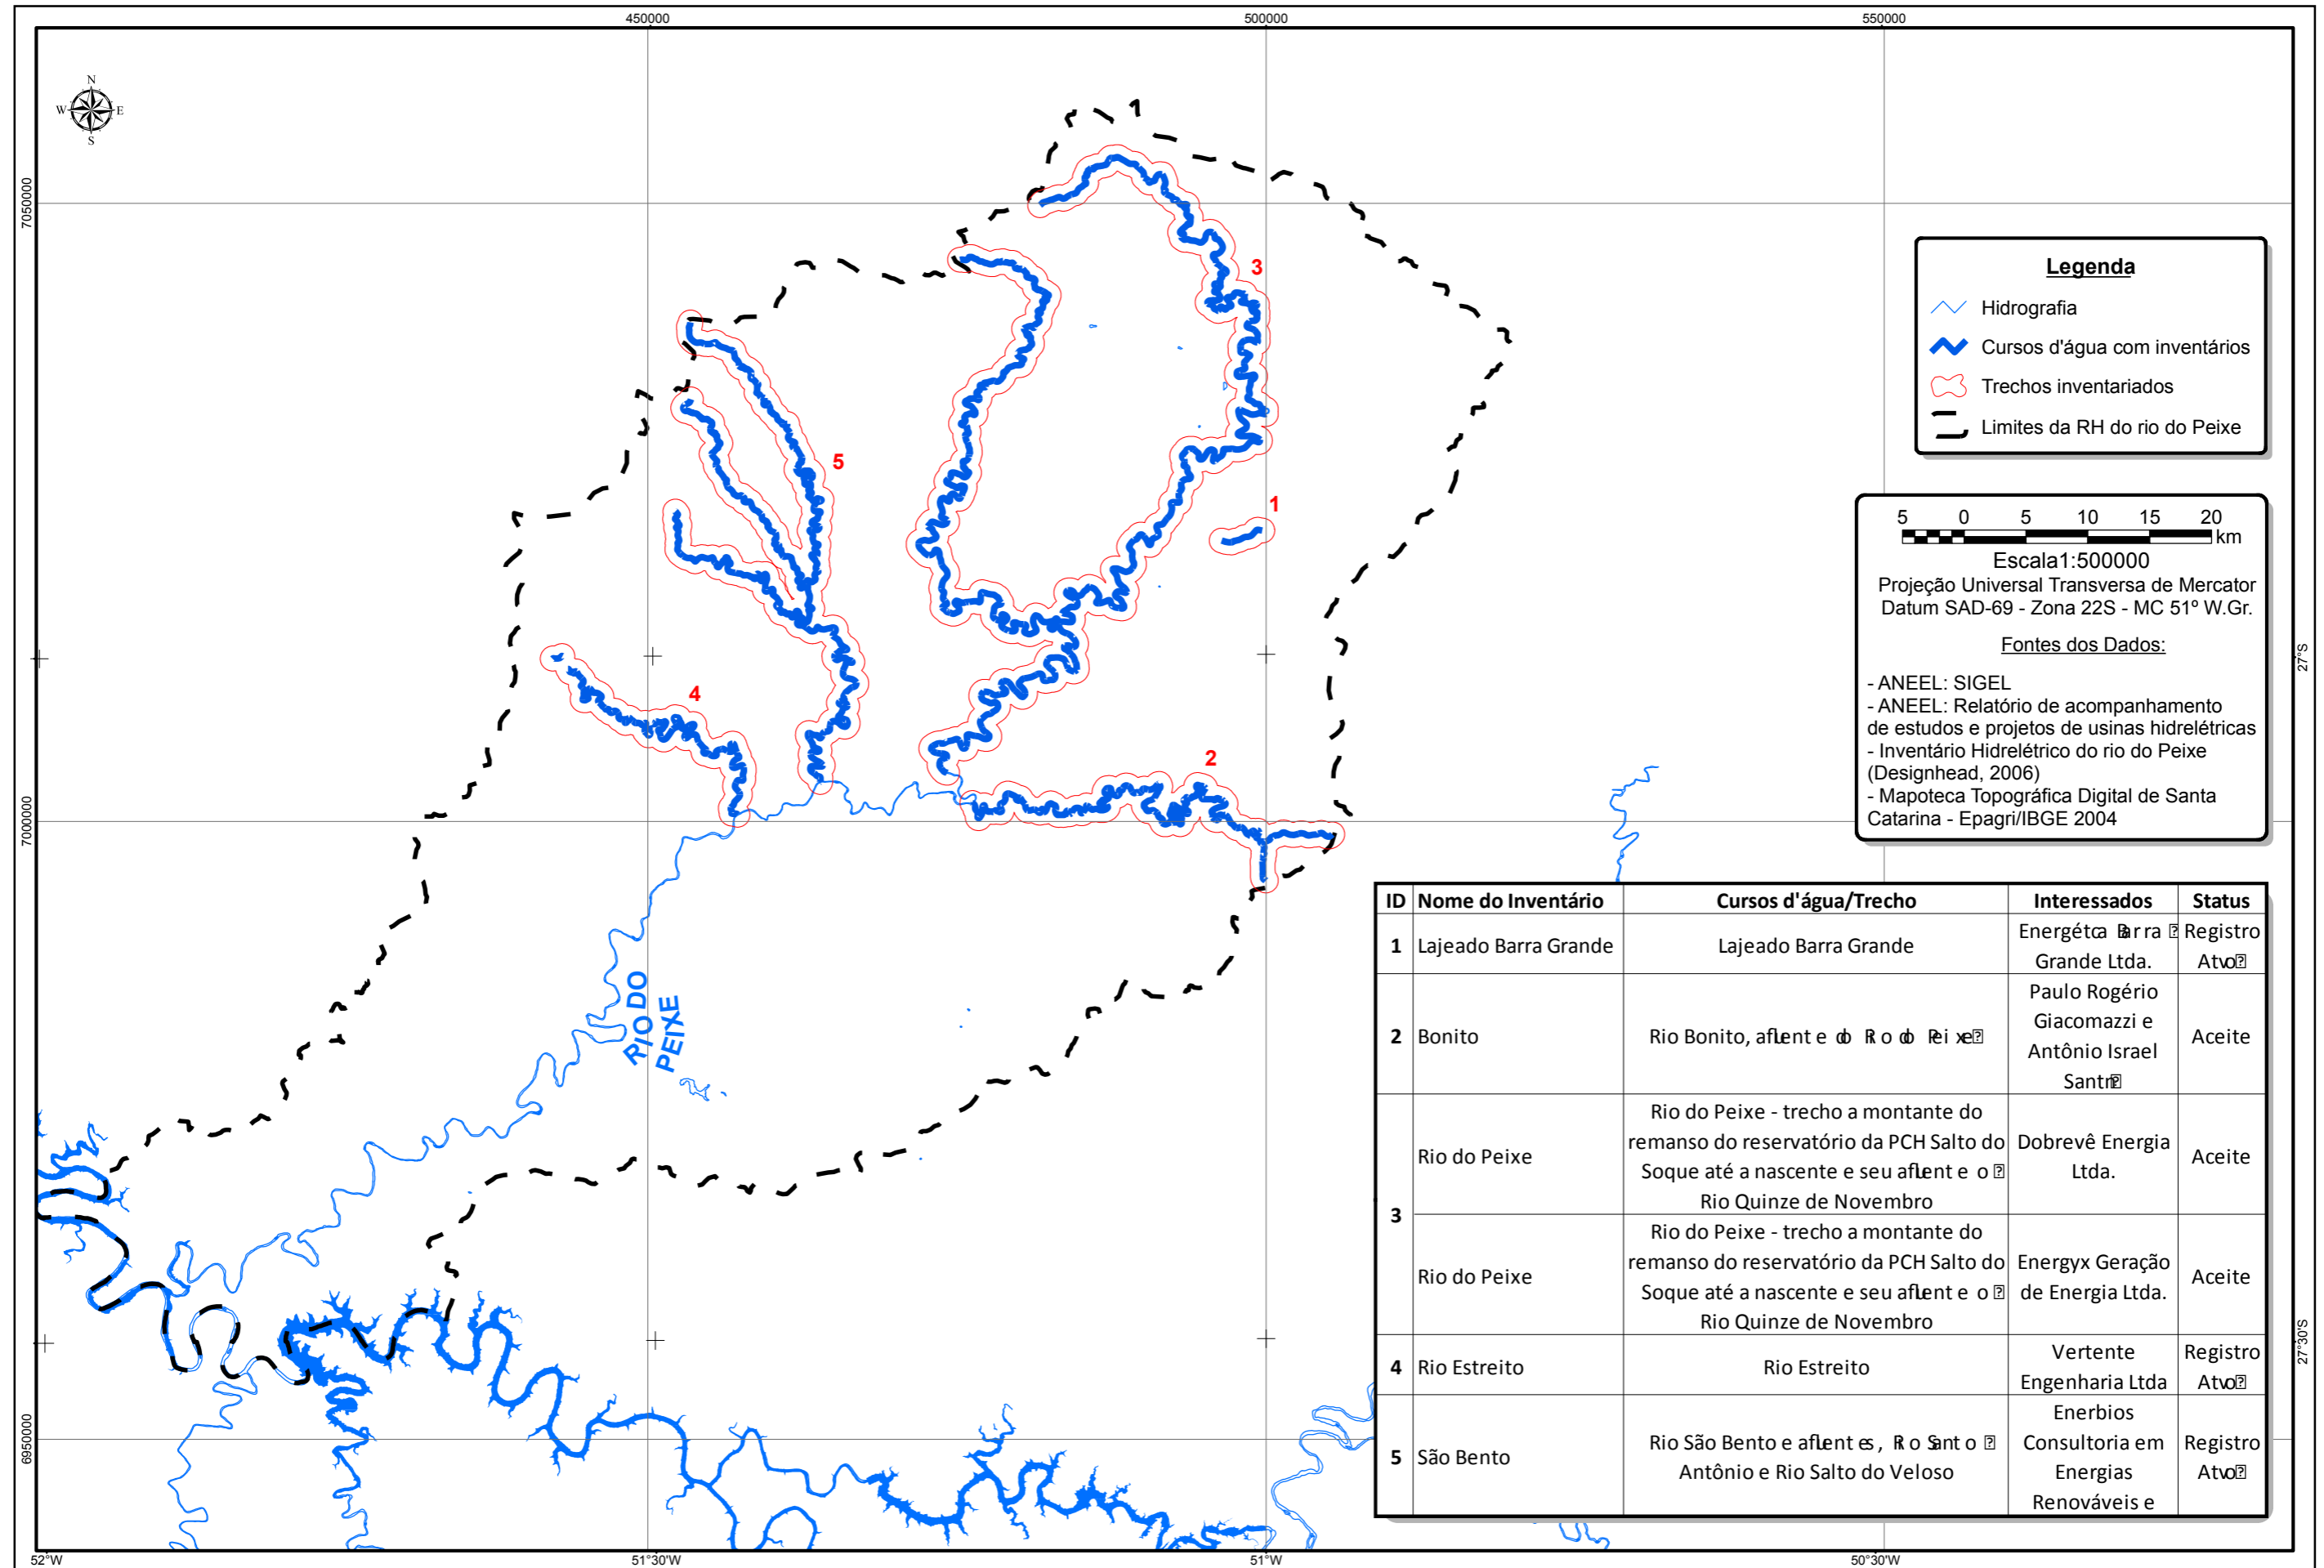 450000
500000
550000
N
W
E
S
7050000
7000000
6950000
27°S
27°30'S
52°W
51°30'W
51°W
50°30'W
3
5
1
4
2
RIO DO
PEIXE
Legenda
Hidrografia
Cursos d'água com inventários
Trechos inventariados
Limites da RH do rio do Peixe
5 0 5 10 15 20
km
Escala1:500000
Projeção Universal Transversa de Mercator
Datum SAD-69 - Zona 22S - MC 51º W.Gr.
Fontes dos Dados:
- ANEEL: SIGEL
- ANEEL: Relatório de acompanhamento
de estudos e projetos de usinas hidrelétricas
- Inventário Hidrelétrico do rio do Peixe
(Designhead, 2006)
- Mapoteca Topográfica Digital de Santa
Catarina - Epagri/IBGE 2004
ID Nome do Inventário Cursos d'água/Trecho Interessados Status
1 Lajeado Barra Grande Lajeado Barra Grande
Grande Ltda.
Registro
2 Bonito
Rio Bonito,
Paulo Rogério
Giacomazzi e
Antônio Israel
Aceite
3
Rio do Peixe
Rio do Peixe - trecho a montante do
remanso do reservatório da PCH Salto do
Soque até a nascente e seu
Rio Quinze de Novembro
Dobrevê Energia
Ltda.
Aceite
Rio do Peixe
Rio do Peixe - trecho a montante do
remanso do reservatório da PCH Salto do
Soque até a nascente e seu
Rio Quinze de Novembro
Energyx Geração
de Energia Ltda.
Aceite
4 Rio Estreito Rio Estreito
Vertente
Engenharia Ltda
Registro
5 São Bento
Rio São Bento e
Antônio e Rio Salto do Veloso
Enerbios
Consultoria em
Energias
Renováveis e
Registro